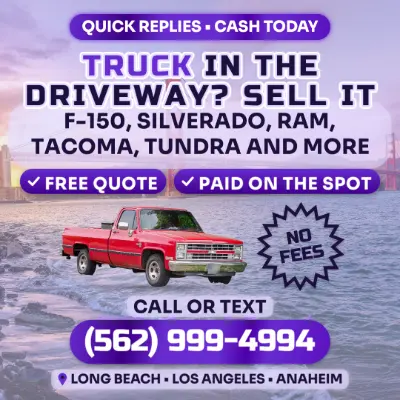 QUICK REPLIES • CASH TODAY
TRUCK IN THE
DRIVEWAY? SELL IT
F-150, SILVERADO, RAM,
TACOMA, TUNDRA AND MORE
✓ FREE QUOTE
✓ PAID ON THE SPOT
NO
FEES
CALL OR TEXT
(562) 999-4994
LONG BEACH • LOS ANGELES • ANAHEIM